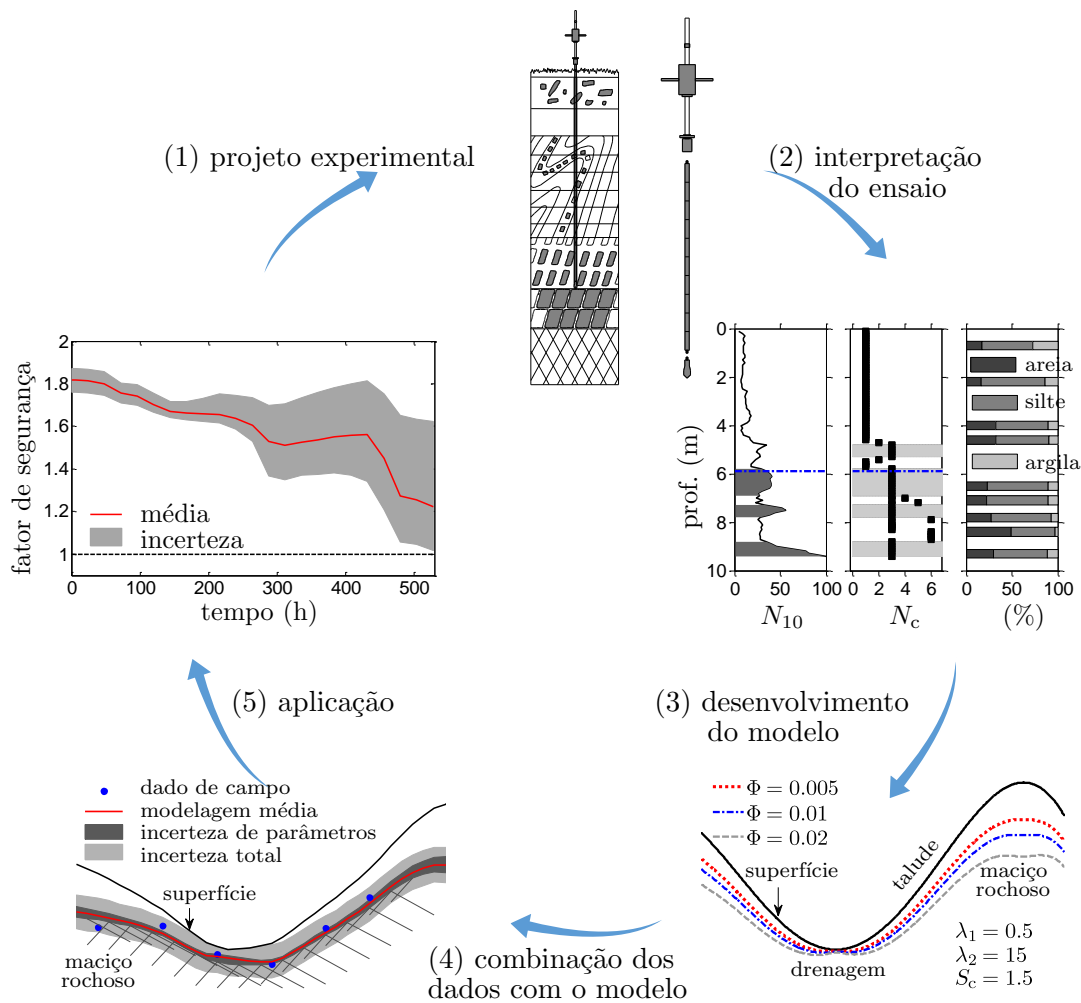 (1) projeto experimental
(2) interpretação
do ensaio
2
1.8
1.6
1.4
1.2
1
fator de segurança
média
incerteza
0 100 200 300 400 500
tempo (h)
0
2
4
6
8
10
prof. (m)
0 50 100
N10
0 2 4 6
Nc
areia
silte
argila
0 50 100
(%)
(3) desenvolvimento
do modelo
Φ = 0.005
Φ = 0.01
Φ = 0.02
superfície
talude
maciço
rochoso
drenagem
λ1 = 0.5
λ2 = 15
Sc = 1.5
(4) combinação dos
dados com o modelo
(5) aplicação
dado de campo
modelagem média
incerteza de parâmetros
incerteza total
superfície
maciço
rochoso